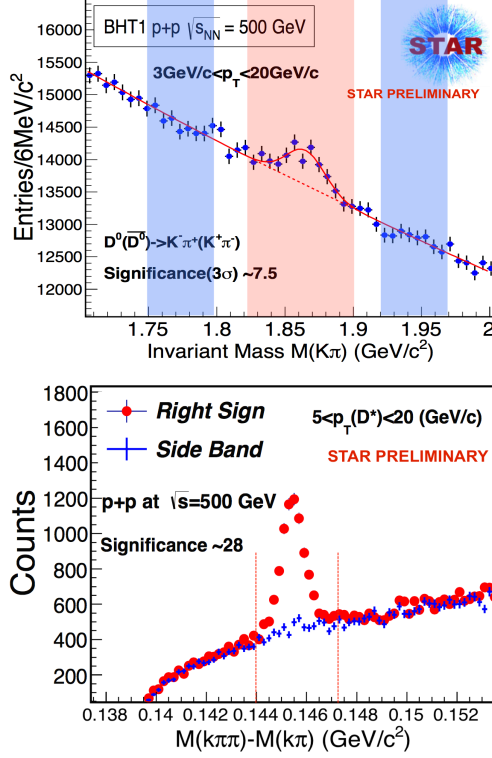 BHT1 p+p √s_NN = 500 GeV
STAR
3GeV/c<p_T<20GeV/c
STAR PRELIMINARY
Entries/6MeV/c²
16000
15000
14500
14000
13500
13000
12500
12000
D⁰(D̅⁰)->K⁻π⁺(K⁺π⁻)
Significance(3σ) ~7.5
1.75 1.8 1.85 1.9 1.95 2
Invariant Mass M(Kπ) (GeV/c²)
Counts
1800
1600
1400
1200
1000
800
600
400
200
Right Sign
5<p_T(D*)<20 (GeV/c)
Side Band
STAR PRELIMINARY
p+p at √s=500 GeV
Significance ~28
0.138 0.14 0.142 0.144 0.146 0.148 0.15 0.152
M(kππ)-M(kπ) (GeV/c²)